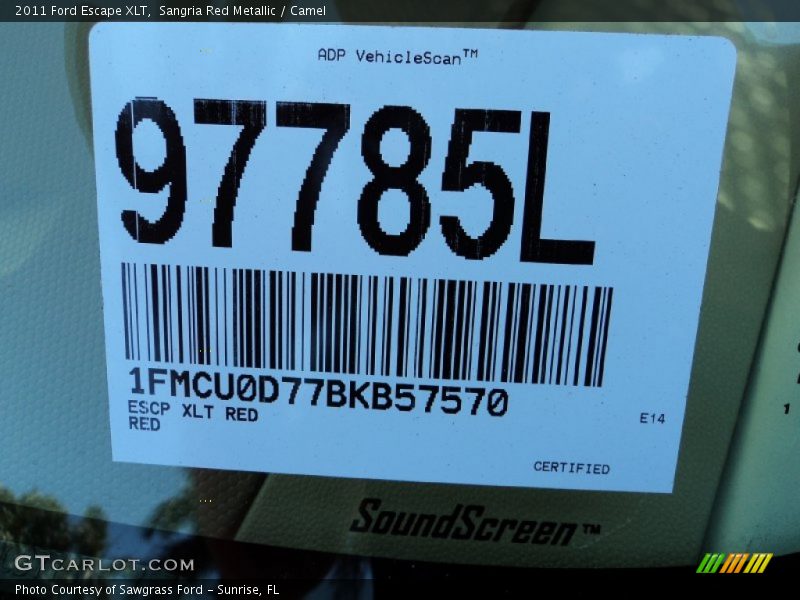 2011 Ford Escape XLT, Sangria Red Metallic / Camel
ADP VehicleScan™
97785L
1FMCU0D77BKB57570
ESCP XLT RED
RED
E14
CERTIFIED
SoundScreen™
1
GTCARLOT.COM
Photo Courtesy of Sawgrass Ford - Sunrise, FL